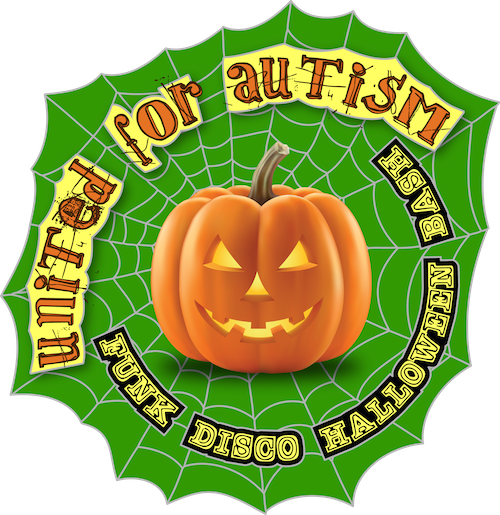 uniTed for auTisM
FUNK DISCO HALLOWEEN BASH